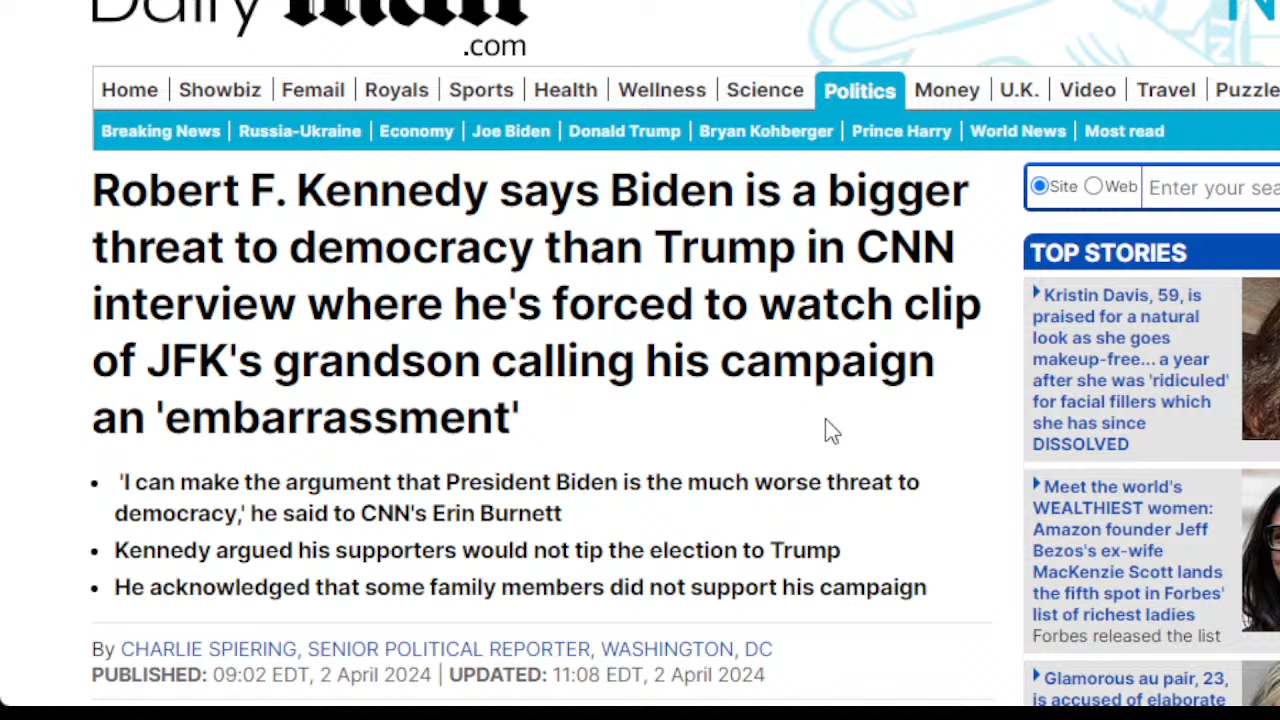 Daily Mail
.com
Home Showbiz Femail Royals Sports Health Wellness Science Politics Money U.K. Video Travel Puzzle
Breaking News Russia-Ukraine Economy Joe Biden Donald Trump Bryan Kohberger Prince Harry World News Most read
Robert F. Kennedy says Biden is a bigger
threat to democracy than Trump in CNN
interview where he's forced to watch clip
of JFK's grandson calling his campaign
an 'embarrassment'
• 'I can make the argument that President Biden is the much worse threat to
democracy,' he said to CNN's Erin Burnett
• Kennedy argued his supporters would not tip the election to Trump
• He acknowledged that some family members did not support his campaign
By CHARLIE SPIERING, SENIOR POLITICAL REPORTER, WASHINGTON, DC
PUBLISHED: 09:02 EDT, 2 April 2024 | UPDATED: 11:08 EDT, 2 April 2024
Site Web Enter your sea
TOP STORIES
Kristin Davis, 59, is
praised for a natural
look as she goes
makeup-free... a year
after she was 'ridiculed'
for facial fillers which
she has since
DISSOLVED
Meet the world's
WEALTHIEST women:
Amazon founder Jeff
Bezos's ex-wife
MacKenzie Scott lands
the fifth spot in Forbes'
list of richest ladies
Forbes released the list
Glamorous au pair, 23,
is accused of elaborate